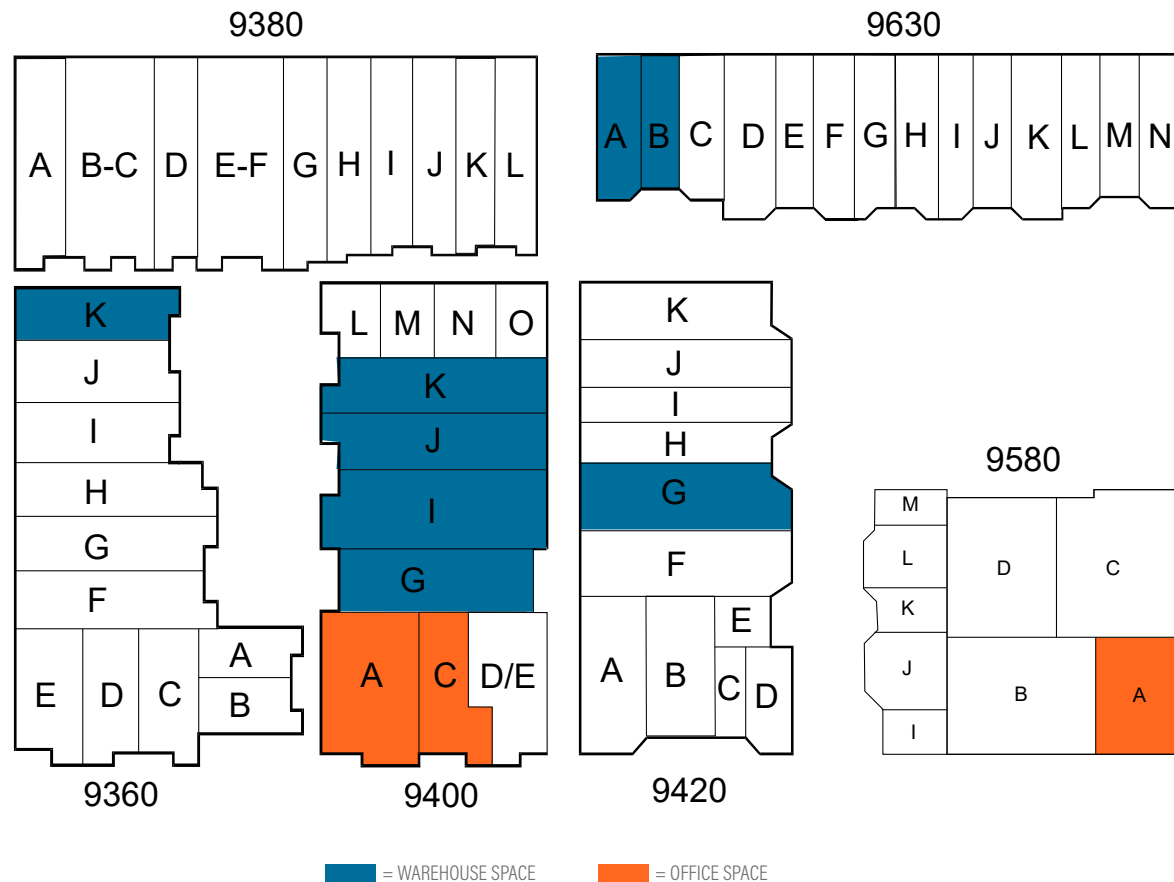 9380
A B-C D E-F G H I J K L
9630
A B C D E F G H I J K L M N
K
J
I
H
G
F
A
B
E D C
9360
L M N O
K
J
I
G
A C D/E
9400
K
J
I
H
G
F
E
A B C D
9420
9580
M
L
K
J
I
D C
B A
= WAREHOUSE SPACE
= OFFICE SPACE